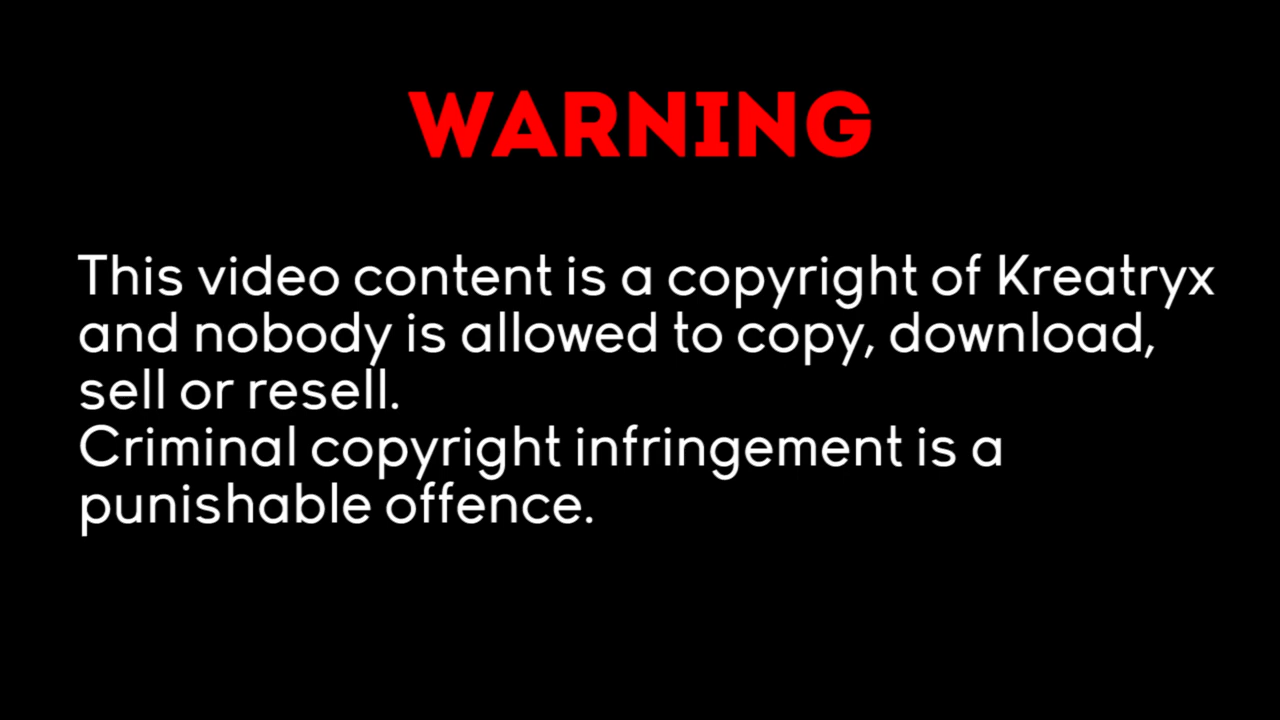 WARNING
This video content is a copyright of Kreatryx
and nobody is allowed to copy, download,
sell or resell.
Criminal copyright infringement is a
punishable offence.